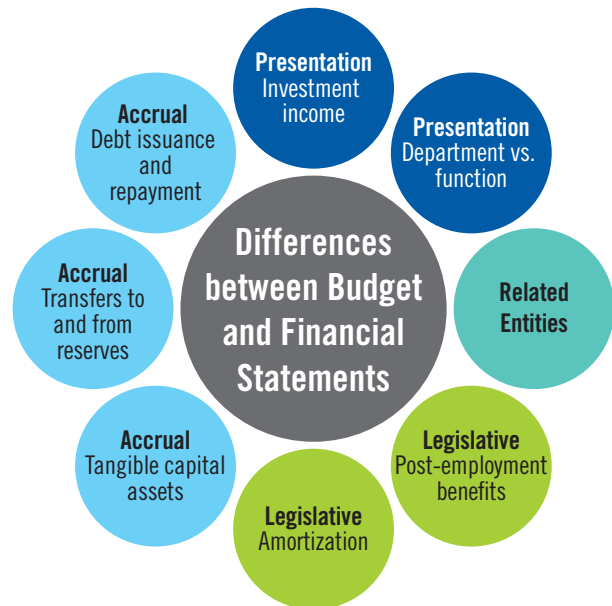 Differences
between Budget
and Financial
Statements
Presentation
Investment
income
Presentation
Department vs.
function
Related
Entities
Legislative
Post-employment
benefits
Legislative
Amortization
Accrual
Tangible capital
assets
Accrual
Transfers to
and from
reserves
Accrual
Debt issuance
and
repayment